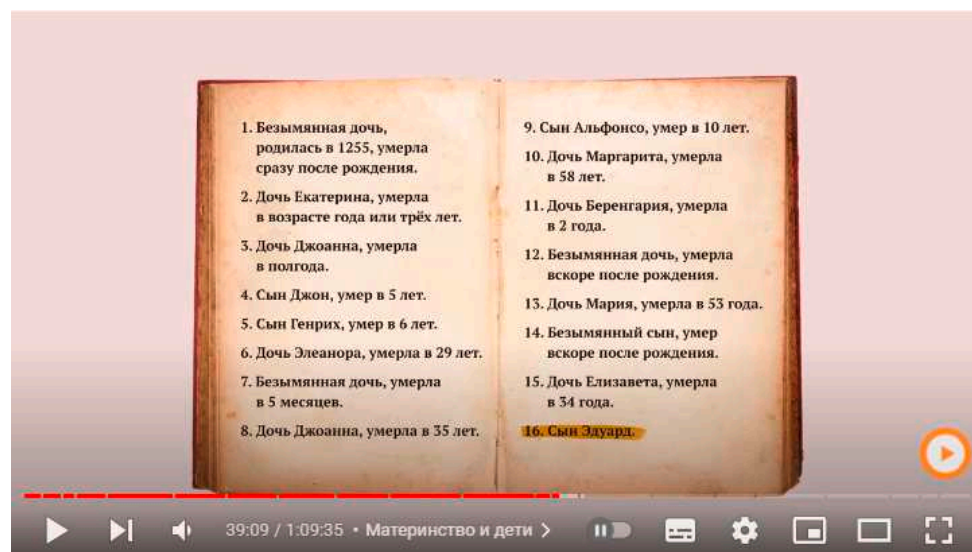 1. Безымянная дочь,
родилась в 1255, умерла
сразу после рождения.
2. Дочь Екатерина, умерла
в возрасте года или трёх лет.
3. Дочь Джоанна, умерла
в полгода.
4. Сын Джон, умер в 5 лет.
5. Сын Генрих, умер в 6 лет.
6. Дочь Элеанора, умерла в 29 лет.
7. Безымянная дочь, умерла
в 5 месяцев.
8. Дочь Джоанна, умерла в 35 лет.
9. Сын Альфонсо, умер в 10 лет.
10. Дочь Маргарита, умерла
в 58 лет.
11. Дочь Беренгария, умерла
в 2 года.
12. Безымянная дочь, умерла
вскоре после рождения.
13. Дочь Мария, умерла в 53 года.
14. Безымянный сын, умер
вскоре после рождения.
15. Дочь Елизавета, умерла
в 34 года.
16. Сын Эдуард.
39:09 / 1:09:35 • Материнство и дети